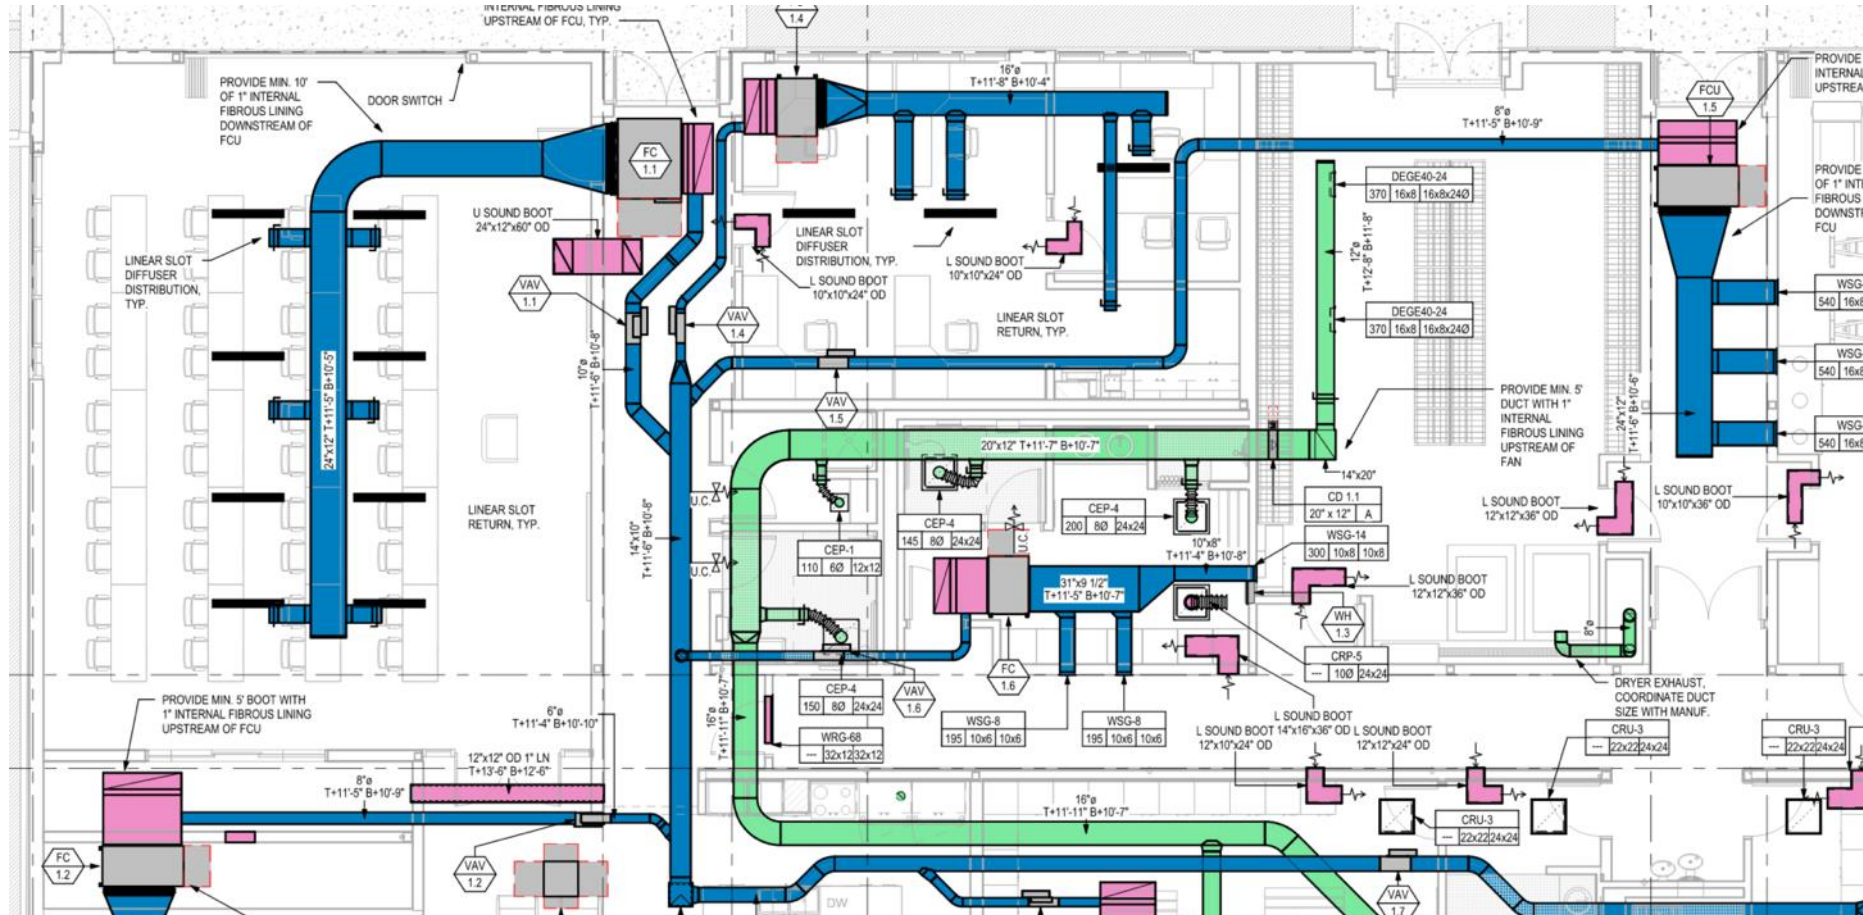 INTERNAL FIBROUS LINING
UPSTREAM OF FCU, TYP.
1.4
PROVIDE MIN. 10'
OF 1" INTERNAL
FIBROUS LINING
DOWNSTREAM OF
FCU
DOOR SWITCH
FC
1.1
16"ø
T+11'-8" B+10'-4"
8"ø
T+11'-5" B+10'-9"
FCU
1.5
PROVIDE
INTERNAL
UPSTREA
PROVIDE
OF 1" INT
FIBROUS
DOWNSTR
FCU
U SOUND BOOT
24"x12"x60" OD
LINEAR SLOT
DIFFUSER
DISTRIBUTION,
TYP.
LINEAR SLOT
DIFFUSER
DISTRIBUTION, TYP.
L SOUND BOOT
10"x10"x24" OD
L SOUND BOOT
10"x10"x24" OD
DEGE40-24
370 16x8 16x8x24Ø
12"ø
T+12'-8" B+11'-8"
DEGE40-24
370 16x8 16x8x24Ø
VAV
1.1
VAV
1.4
LINEAR SLOT
RETURN, TYP.
WSG-
540 16x8
WSG-
540 16x8
WSG-
540 16x8
10"ø
T+11'-6" B+10'-8"
VAV
1.5
24"x12" T+11'-5" B+10'-5"
24"x12"
T+11'-6" B+10'-6"
PROVIDE MIN. 5'
DUCT WITH 1"
INTERNAL
FIBROUS LINING
UPSTREAM OF
FAN
20"x12" T+11'-7" B+10'-7"
14"x20"
LINEAR SLOT
RETURN, TYP.
U.C.
U.C.
U.C.
14"x10"
T+11'-6" B+10'-8"
CEP-4
145 8Ø 24x24
CEP-4
200 8Ø 24x24
CD 1.1
20" x 12" A
L SOUND BOOT
12"x12"x36" OD
L SOUND BOOT
10"x10"x36" OD
CEP-1
110 6Ø 12x12
10"x8"
T+11'-4" B+10'-8"
WSG-14
300 10x8 10x8
31"x9 1/2"
T+11'-5" B+10'-7"
L SOUND BOOT
12"x12"x36" OD
WH
1.3
8"ø
CRP-5
--- 10Ø 24x24
DRYER EXHAUST,
COORDINATE DUCT
SIZE WITH MANUF.
FC
1.6
CEP-4
150 8Ø 24x24
VAV
1.6
PROVIDE MIN. 5' BOOT WITH
1" INTERNAL FIBROUS LINING
UPSTREAM OF FCU
6"ø
T+11'-4" B+10'-10"
16"ø
T+11'-11" B+10'-7"
WRG-68
--- 32x12 32x12
WSG-8
195 10x6 10x6
WSG-8
195 10x6 10x6
L SOUND BOOT
12"x10"x24" OD
L SOUND BOOT
14"x16"x36" OD
L SOUND BOOT
12"x12"x24" OD
CRU-3
--- 22x22 24x24
CRU-3
--- 22x22 24x24
12"x12" OD 1" LN
T+13'-6" B+12'-6"
8"ø
T+11'-5" B+10'-9"
16"ø
T+11'-11" B+10'-7"
CRU-3
--- 22x22 24x24
FC
1.2
VAV
1.2
VAV
1.7
DW